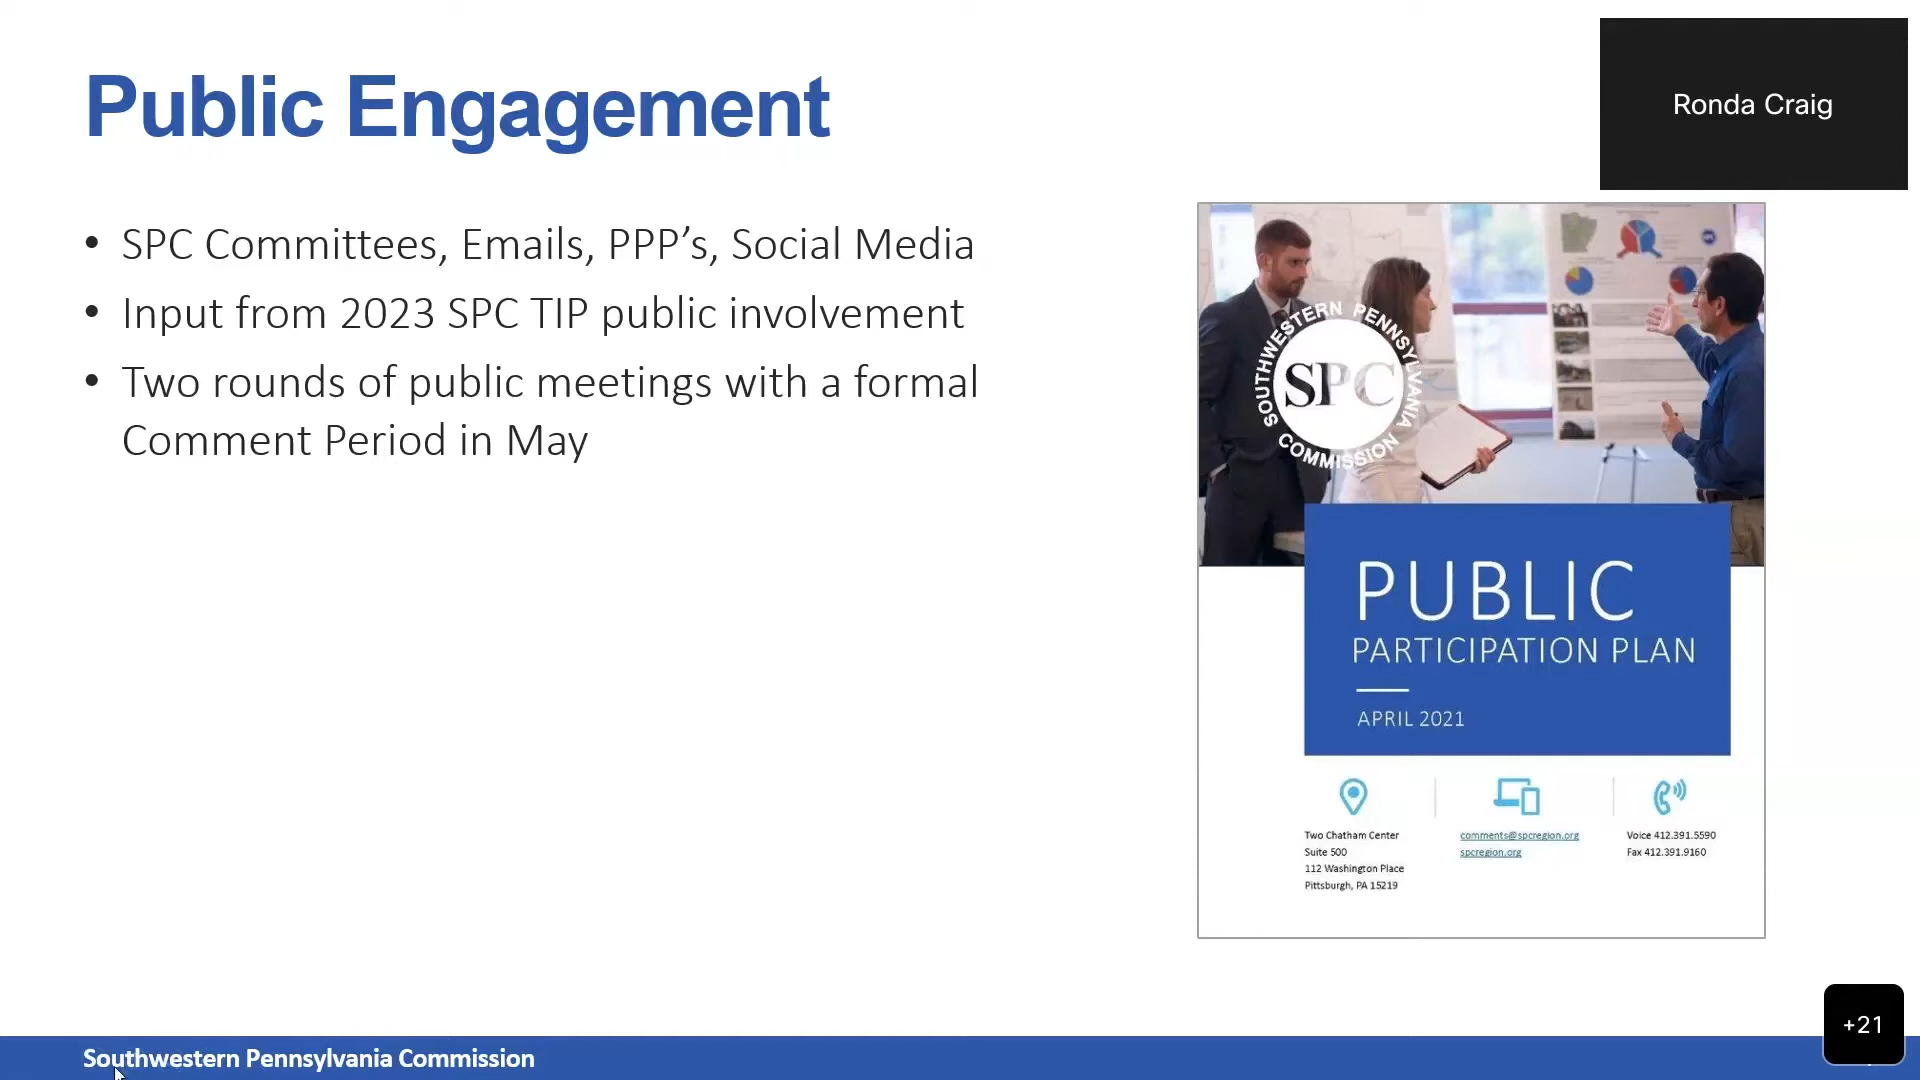 Public Engagement
Ronda Craig
• SPC Committees, Emails, PPP’s, Social Media
• Input from 2023 SPC TIP public involvement
• Two rounds of public meetings with a formal
Comment Period in May
SOUTHWESTERN PENNSYLVANIA
SPC
COMMISSION
PUBLIC
PARTICIPATION PLAN
APRIL 2021
Two Chatham Center
Suite 500
112 Washington Place
Pittsburgh, PA 15219
comments@spcregion.org
spcregion.org
Voice 412.391.5590
Fax 412.391.9160
+21
Southwestern Pennsylvania Commission